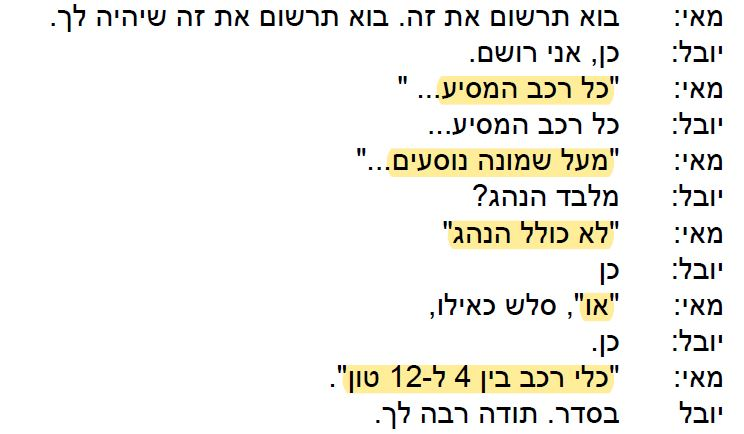 מאי: בוא תרשום את זה. בוא תרשום את זה שיהיה לך.
יובל: כן, אני רושם.
מאי: "כל רכב המסיע... "
יובל: כל רכב המסיע...
מאי: "מעל שמונה נוסעים..."
יובל: מלבד הנהג?
מאי: "לא כולל הנהג"
יובל: כן
מאי: "או", סלש כאילו,
יובל: כן.
מאי: "כלי רכב בין 4 ל-12 טון".
יובל בסדר. תודה רבה לך.